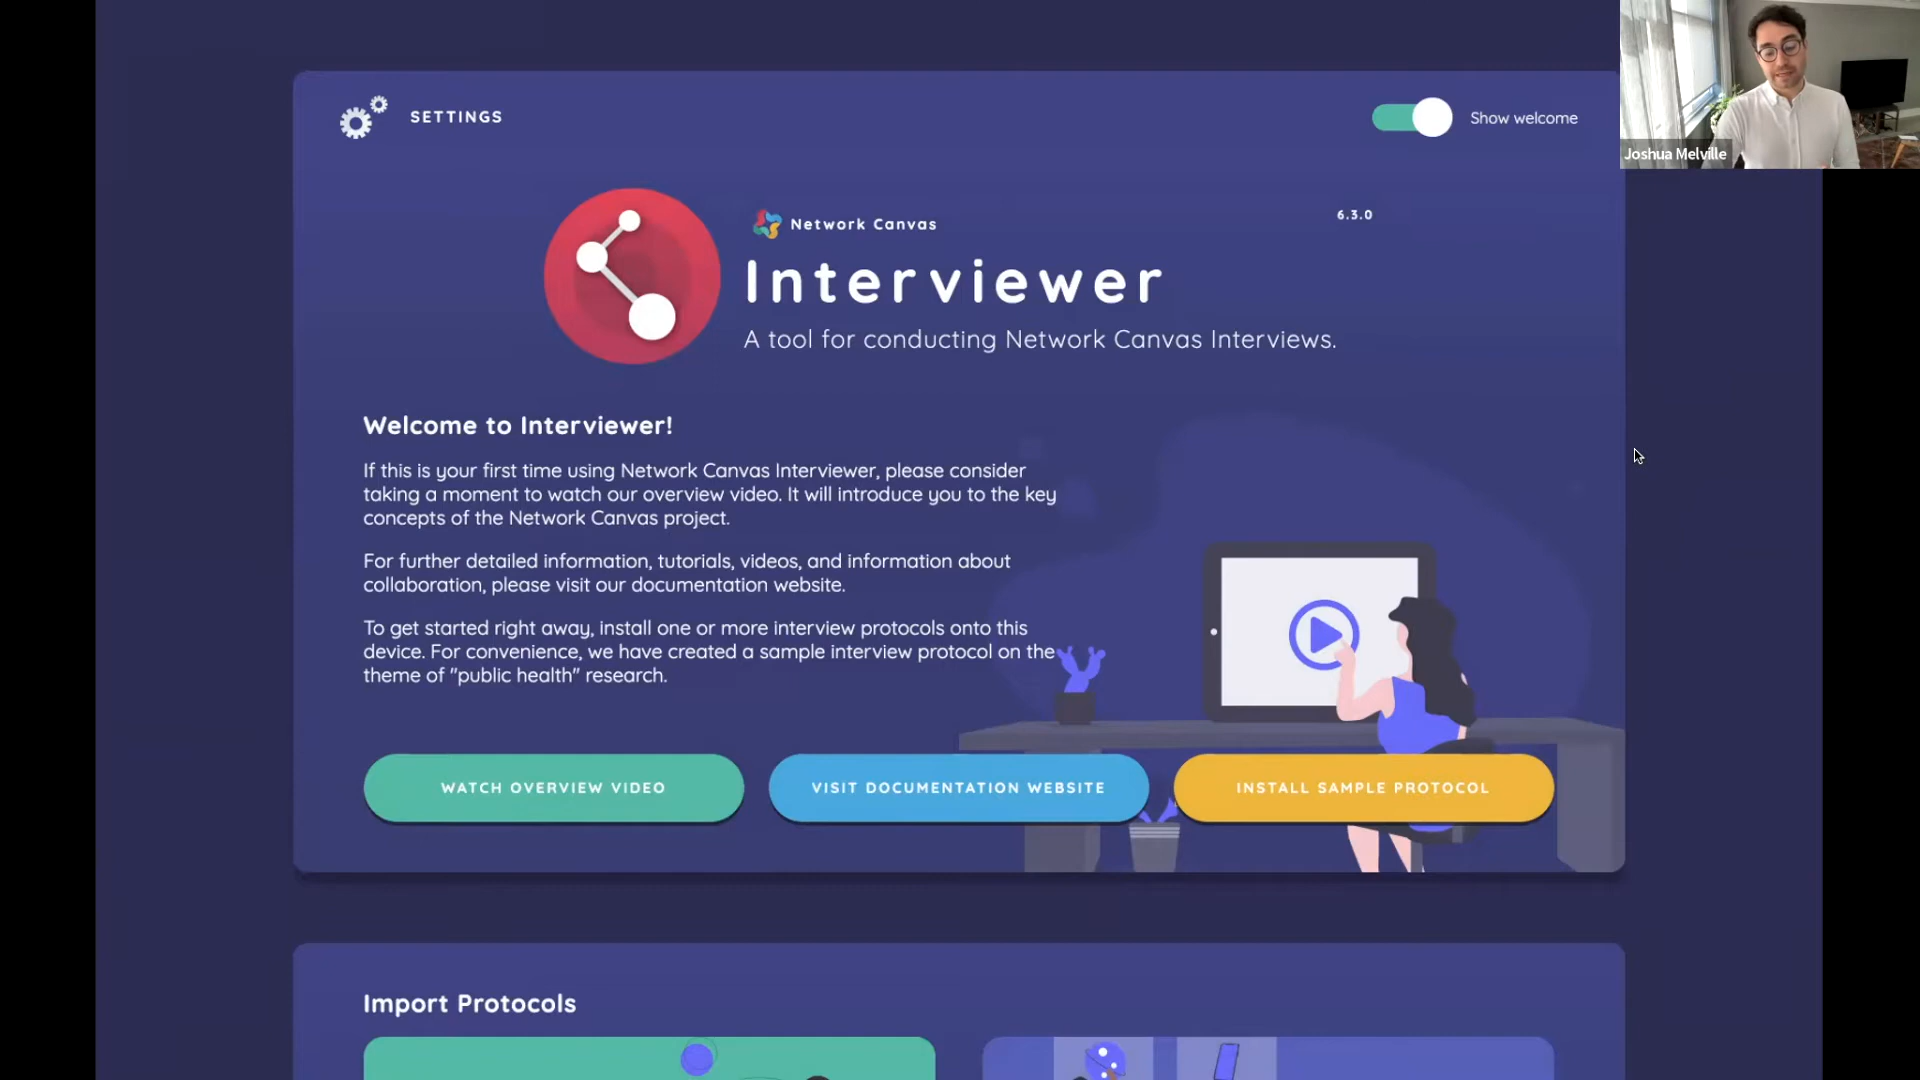 SETTINGS
Show welcome
Joshua Melville
Network Canvas
6.3.0
Interviewer
A tool for conducting Network Canvas Interviews.
Welcome to Interviewer!
If this is your first time using Network Canvas Interviewer, please consider
taking a moment to watch our overview video. It will introduce you to the key
concepts of the Network Canvas project.
For further detailed information, tutorials, videos, and information about
collaboration, please visit our documentation website.
To get started right away, install one or more interview protocols onto this
device. For convenience, we have created a sample interview protocol on the
theme of "public health" research.
WATCH OVERVIEW VIDEO
VISIT DOCUMENTATION WEBSITE
INSTALL SAMPLE PROTOCOL
Import Protocols